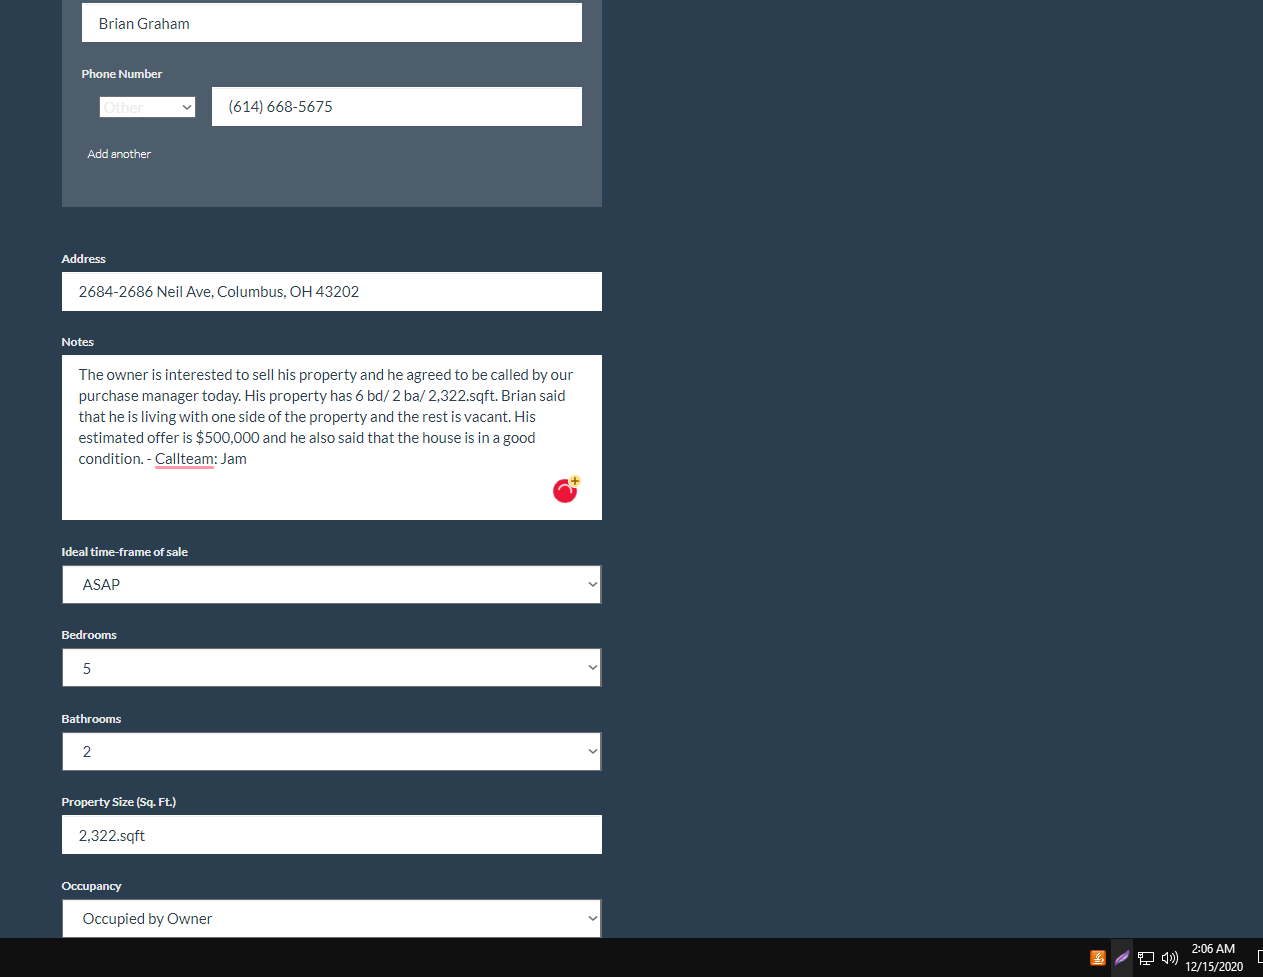 Brian Graham
Phone Number
Other
(614) 668-5675
Add another
Address
2684-2686 Neil Ave, Columbus, OH 43202
Notes
The owner is interested to sell his property and he agreed to be called by our
purchase manager today. His property has 6 bd/ 2 ba/ 2,322.sqft. Brian said
that he is living with one side of the property and the rest is vacant. His
estimated offer is $500,000 and he also said that the house is in a good
condition. - Callteam: Jam
Ideal time-frame of sale
ASAP
Bedrooms
5
Bathrooms
2
Property Size (Sq. Ft.)
2,322.sqft
Occupancy
Occupied by Owner
2:06 AM
12/15/2020